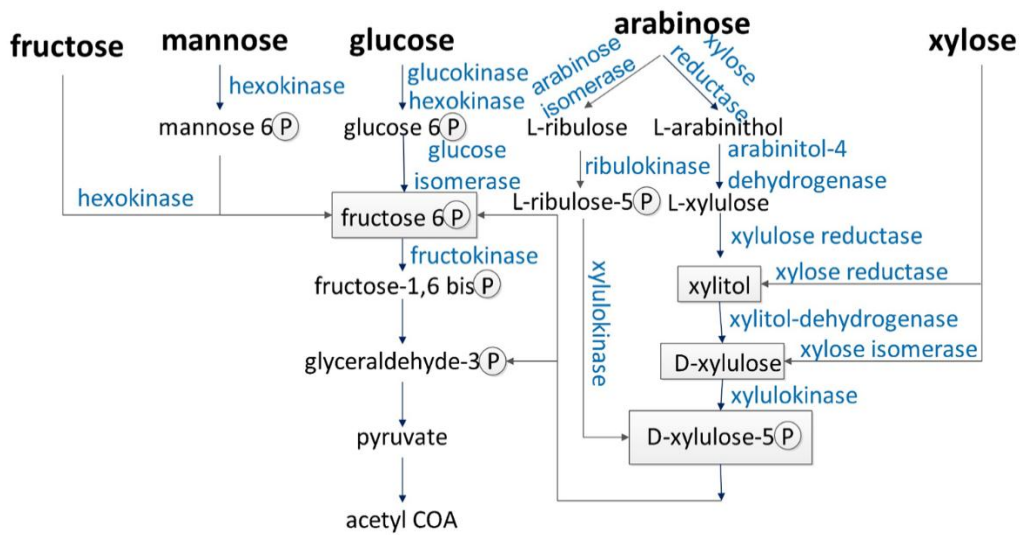 fructose
mannose
glucose
arabinose
xylose
hexokinase
glucokinase
hexokinase
arabinose
isomerase
xylose
reductase
mannose 6 P
glucose 6 P
L-ribulose
L-arabinithol
glucose
isomerase
ribulokinase
arabinitol-4
dehydrogenase
hexokinase
fructose 6 P
L-ribulose-5 P
L-xylulose
fructokinase
xylulose reductase
fructose-1,6 bis P
xylulokinase
xylitol
xylose reductase
xylitol-dehydrogenase
glyceraldehyde-3 P
D-xylulose
xylose isomerase
xylulokinase
pyruvate
D-xylulose-5 P
acetyl COA